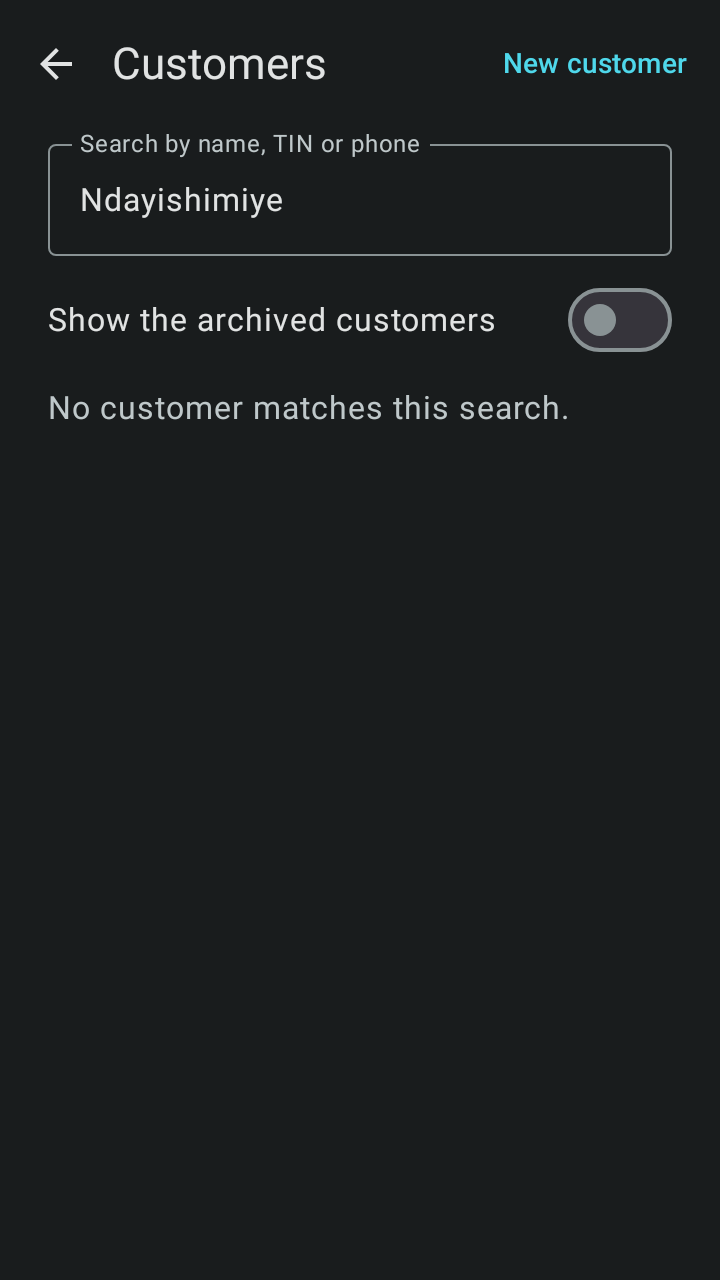 Customers
New customer
Search by name, TIN or phone
Ndayishimiye
Show the archived customers
No customer matches this search.